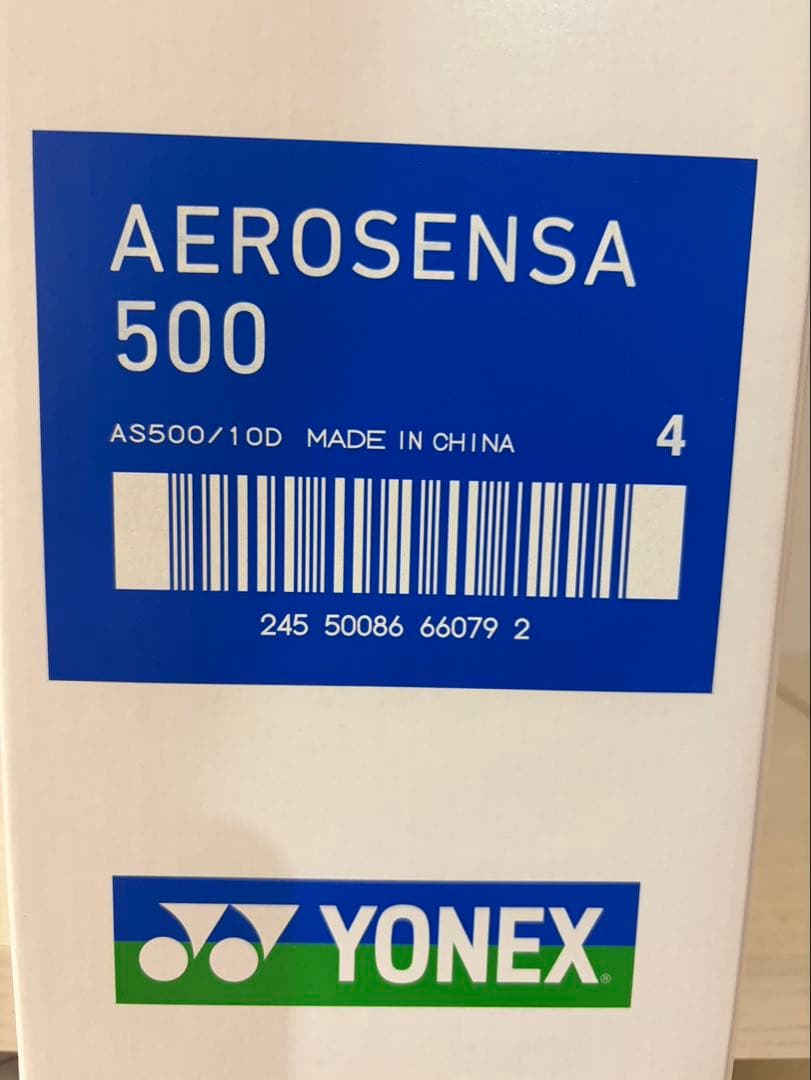 AEROSENSA
500
AS500/10D MADE IN CHINA 4
245 50086 66079 2
YONEX®